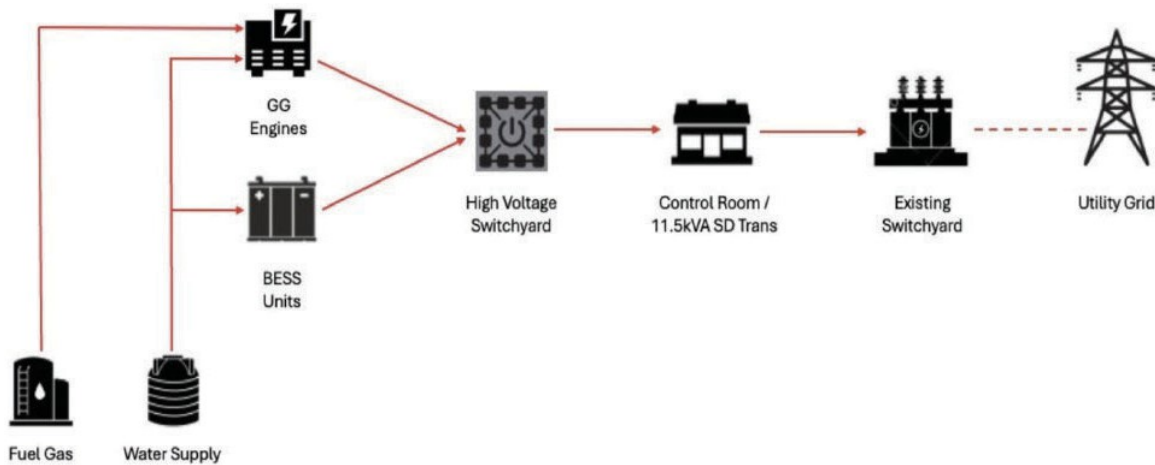 GG
Engines
BESS
Units
High Voltage
Switchyard
Control Room /
11.5kVA SD Trans
Existing
Switchyard
Utility Grid
Fuel Gas
Water Supply